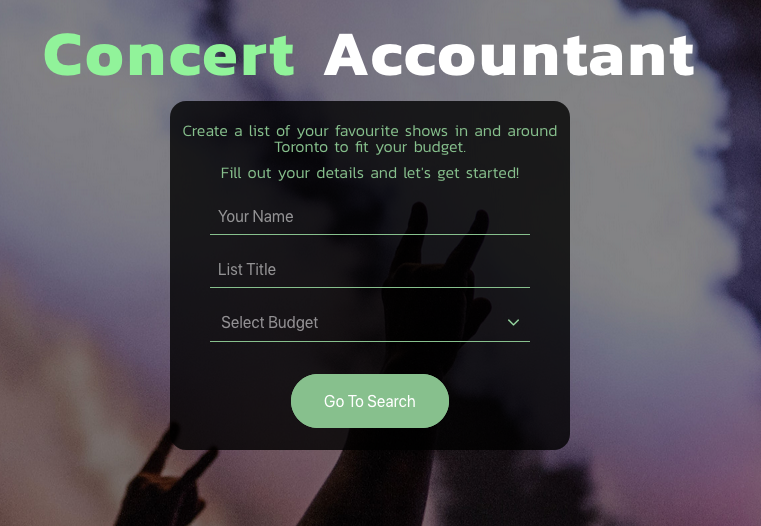 Concert Accountant
Create a list of your favourite shows in and around
Toronto to fit your budget.
Fill out your details and let's get started!
Your Name
List Title
Select Budget
Go To Search